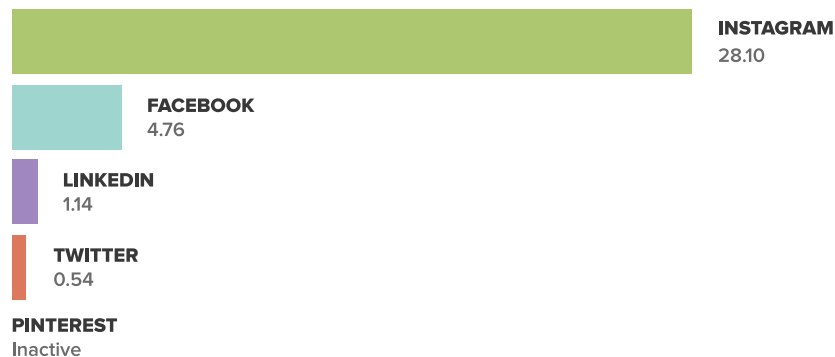 INSTAGRAM
28.10
FACEBOOK
4.76
LINKEDIN
1.14
TWITTER
0.54
PINTEREST
Inactive